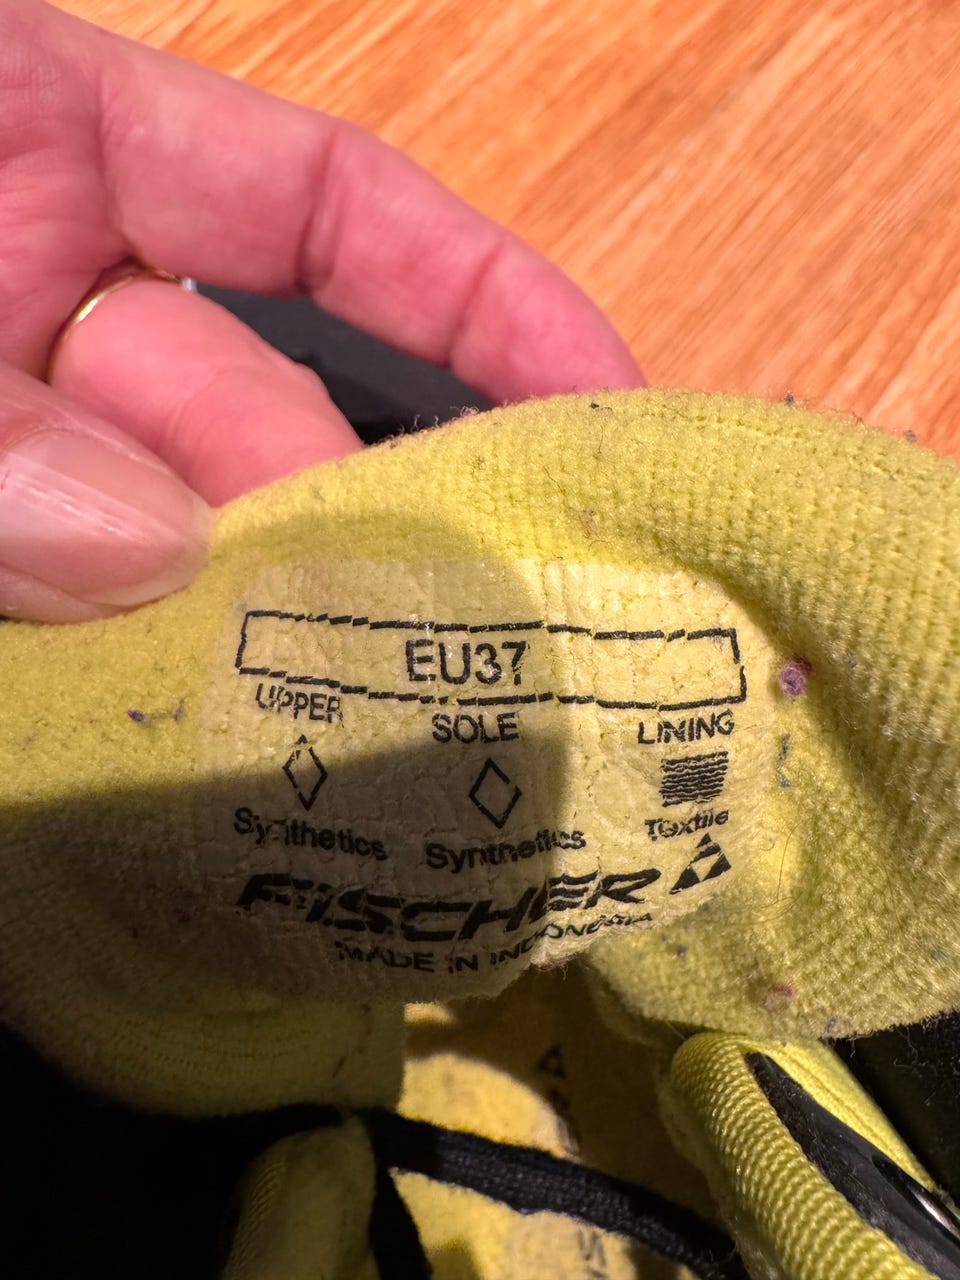 EU37
UPPER SOLE LINING
Synthetics Synthetics Textile
FISCHER
MADE IN INDONESIA